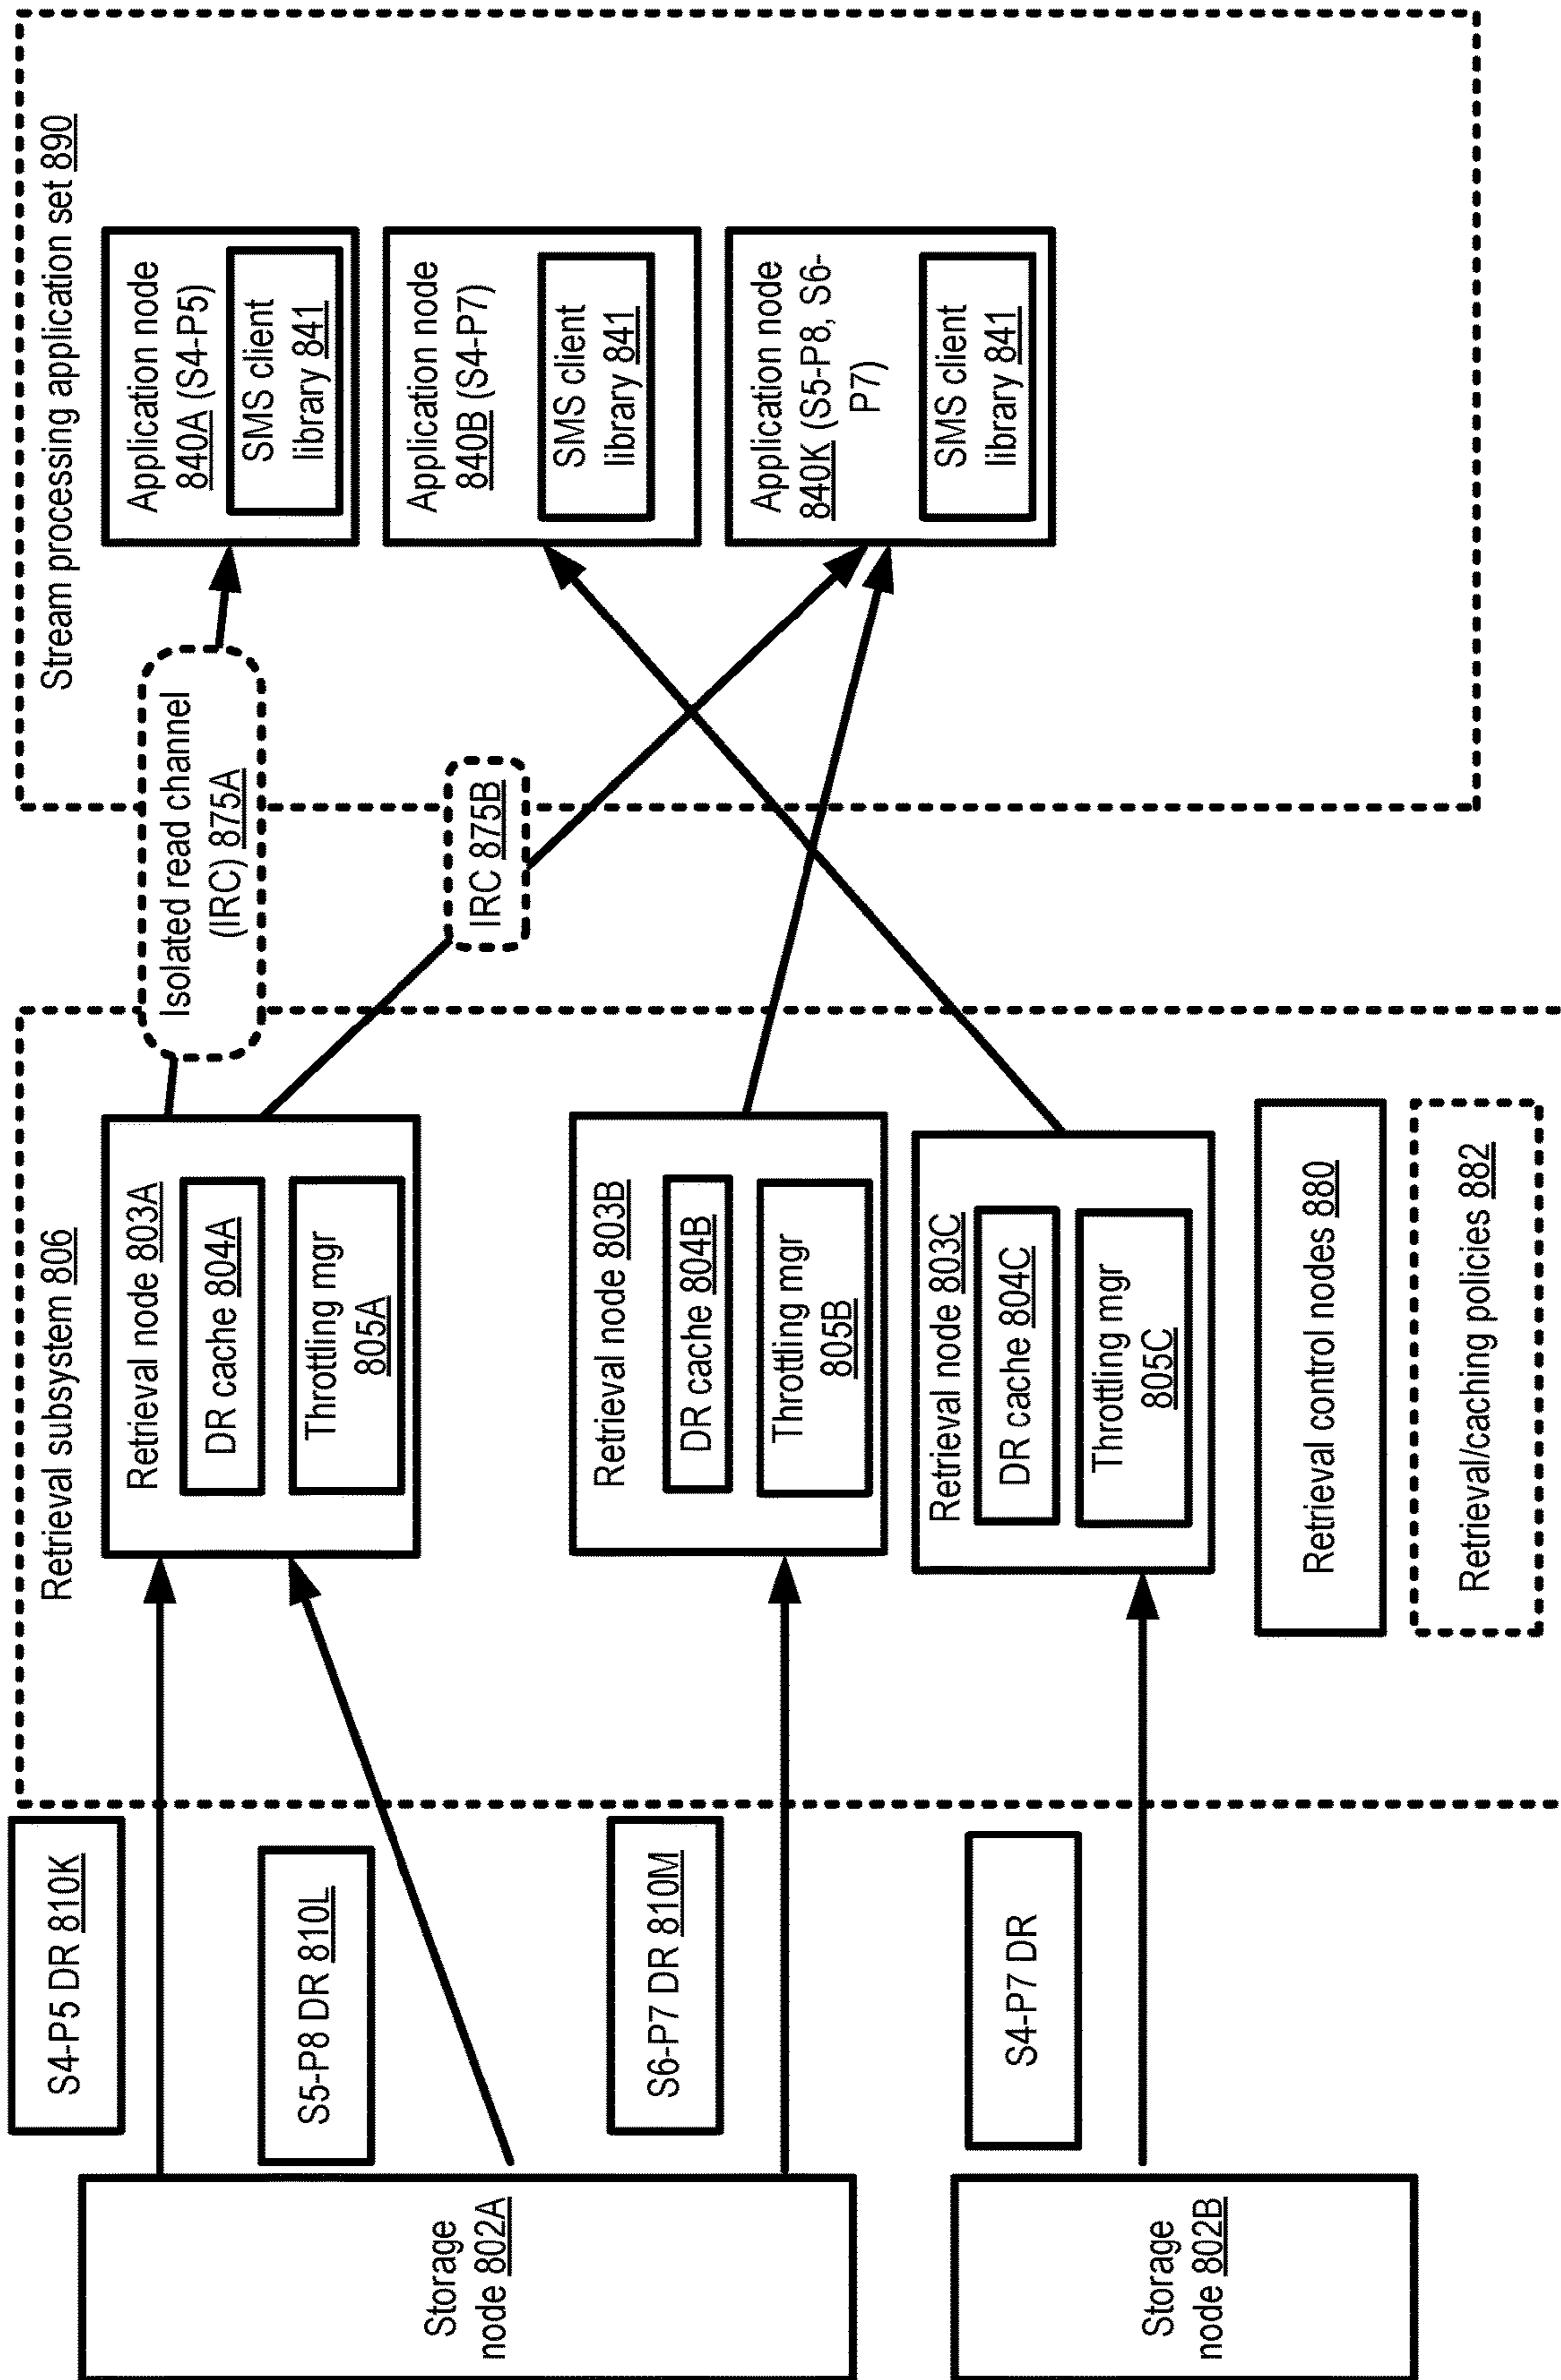 Storage
node 802A
Storage
node 802B
S4-P5 DR 810K
S5-P8 DR 810L
S6-P7 DR 810M
S4-P7 DR
Retrieval subsystem 806
Retrieval node 803A
DR cache 804A
Throttling mgr
805A
Retrieval node 803B
DR cache 804B
Throttling mgr
805B
Retrieval node 803C
DR cache 804C
Throttling mgr
805C
Retrieval control nodes 880
Retrieval/caching policies 882
Isolated read channel
(IRC) 875A
IRC 875B
Stream processing application set 890
Application node
840A (S4-P5)
SMS client
library 841
Application node
840B (S4-P7)
SMS client
library 841
Application node
840K (S5-P8, S6-
P7)
SMS client
library 841